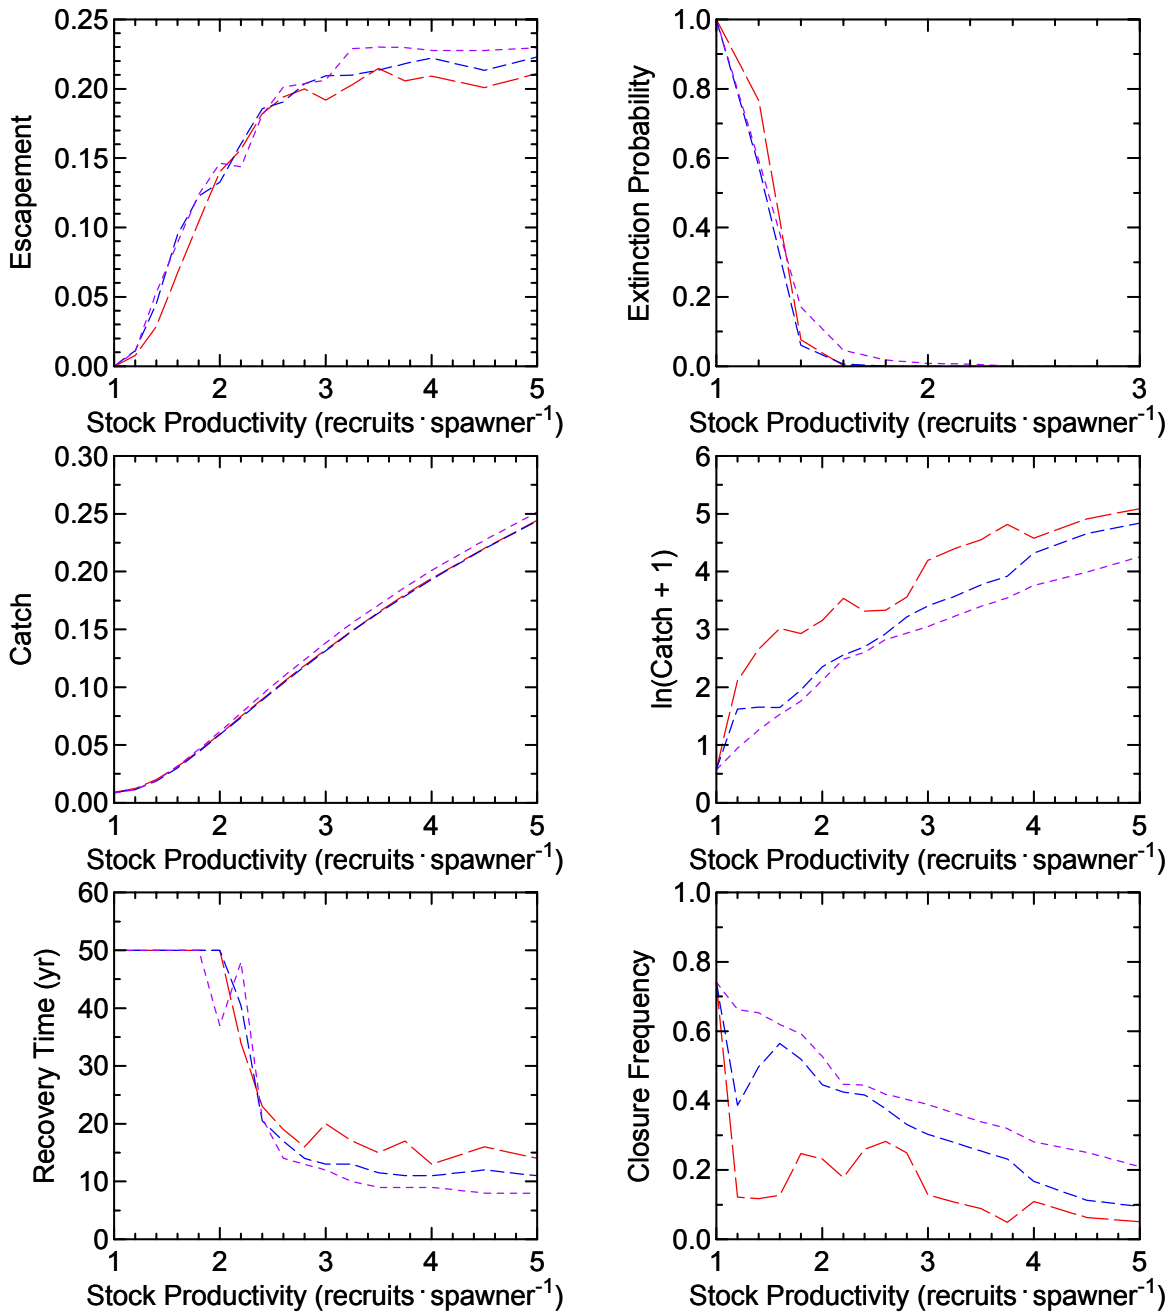 0.25
0.20
0.15
0.10
0.05
0.00
Escapement
1 2 3 4 5
Stock Productivity (recruits·spawner⁻¹)
1.0
0.8
0.6
0.4
0.2
0.0
Extinction Probability
1 2 3
Stock Productivity (recruits·spawner⁻¹)
0.30
0.25
0.20
0.15
0.10
0.05
0.00
Catch
1 2 3 4 5
Stock Productivity (recruits·spawner⁻¹)
6
5
4
3
2
1
0
ln(Catch + 1)
1 2 3 4 5
Stock Productivity (recruits·spawner⁻¹)
60
50
40
30
20
10
0
Recovery Time (yr)
1 2 3 4 5
Stock Productivity (recruits·spawner⁻¹)
1.0
0.8
0.6
0.4
0.2
0.0
Closure Frequency
1 2 3 4 5
Stock Productivity (recruits·spawner⁻¹)